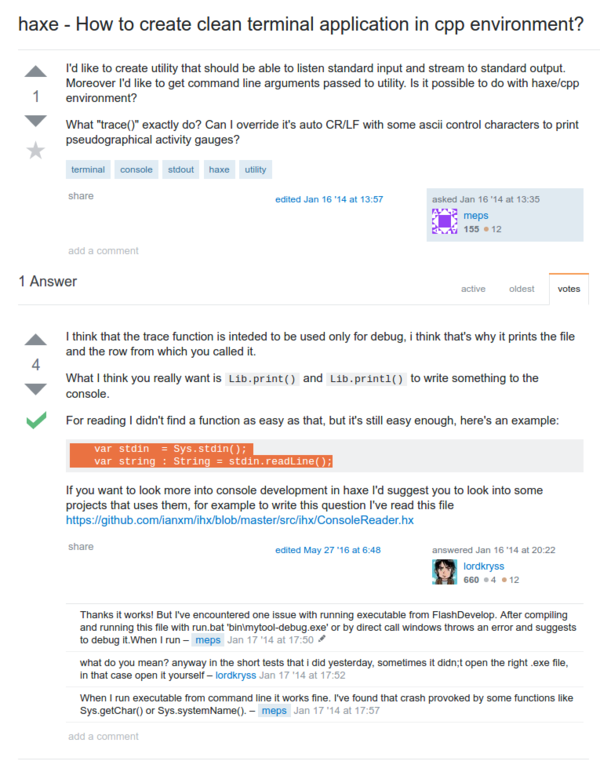 haxe - How to create clean terminal application in cpp environment?
I'd like to create utility that should be able to listen standard input and stream to standard output.
Moreover I'd like to get command line arguments passed to utility. Is it possible to do with haxe/cpp
environment?
1
What "trace()" exactly do? Can I override it's auto CR/LF with some ascii control characters to print
pseudographical activity gauges?
terminal console stdout haxe utility
share edited Jan 16 '14 at 13:57 asked Jan 16 '14 at 13:35
meps
155 12
add a comment
1 Answer
active oldest votes
I think that the trace function is inteded to be used only for debug, i think that's why it prints the file
and the row from which you called it.
4
What I think you really want is Lib.print() and Lib.printl() to write something to the
console.
For reading I didn't find a function as easy as that, but it's still easy enough, here's an example:
var stdin = Sys.stdin();
var string : String = stdin.readLine();
If you want to look more into console development in haxe I'd suggest you to look into some
projects that uses them, for example to write this question I've read this file
https://github.com/ianxm/ihx/blob/master/src/ihx/ConsoleReader.hx
share edited May 27 '16 at 6:48 answered Jan 16 '14 at 20:22
lordkryss
660 4 12
Thanks it works! But I've encountered one issue with running executable from FlashDevelop. After compiling
and running this file with run.bat 'bin\mytool-debug.exe' or by direct call windows throws an error and suggests
to debug it.When I run – meps Jan 17 '14 at 17:50
what do you mean? anyway in the short tests that i did yesterday, sometimes it didn;t open the right .exe file,
in that case open it yourself – lordkryss Jan 17 '14 at 17:52
When I run executable from command line it works fine. I've found that crash provoked by some functions like
Sys.getChar() or Sys.systemName(). – meps Jan 17 '14 at 17:57
add a comment